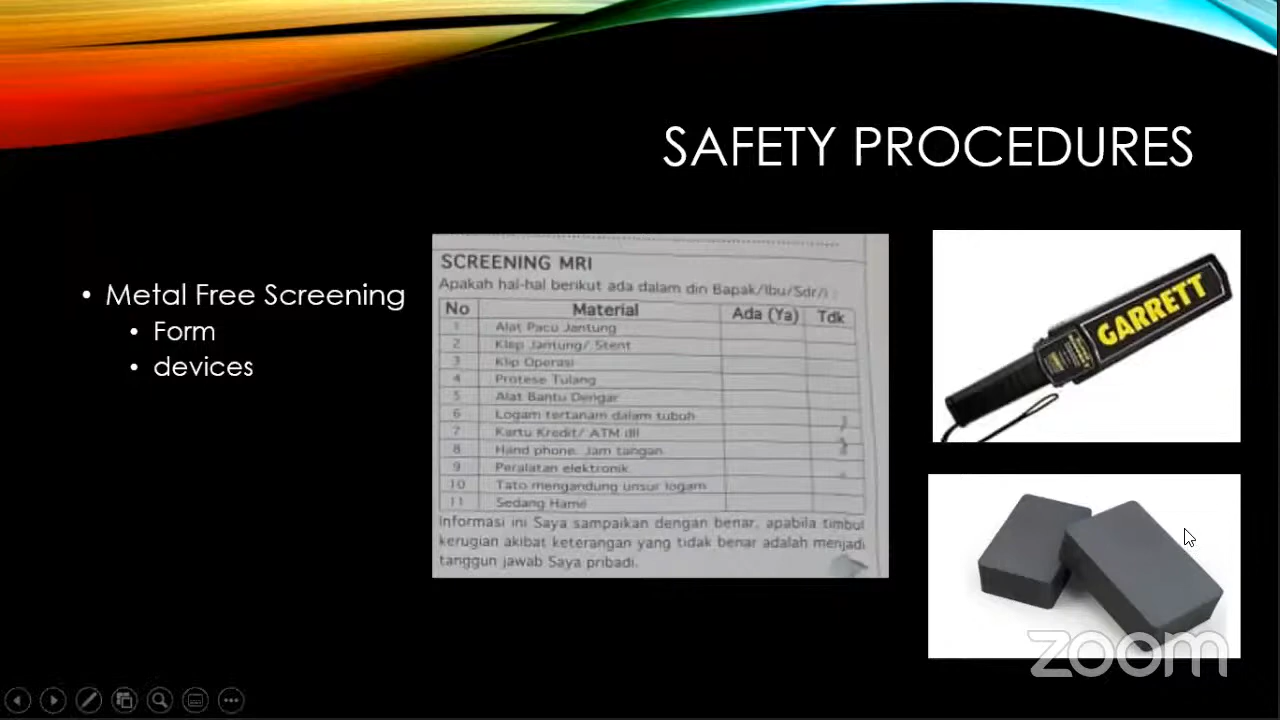 SAFETY PROCEDURES
• Metal Free Screening
• Form
• devices
SCREENING MRI
Apakah hal-hal berikut ada dalam diri Bapak/Ibu/Sdr/i :
No Material Ada (Ya) Tdk
1 Alat Pacu Jantung
2 Klep Jantung/ Stent
3 Klip Operasi
4 Protese Tulang
5 Alat Bantu Dengar
6 Logam tertanam dalam tubuh
7 Kartu Kredit/ ATM dll
8 Hand phone, Jam tangan
9 Peralatan elektronik
10 Tato mengandung unsur logam
11 Sedang Hamil
Informasi ini Saya sampaikan dengan benar, apabila timbul
kerugian akibat keterangan yang tidak benar adalah menjadi
tanggun jawab Saya pribadi.
GARRETT
zoom